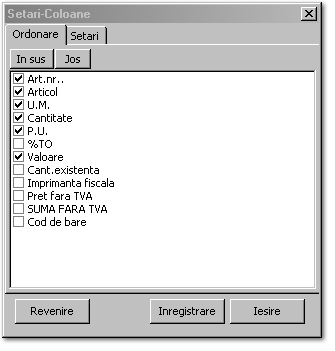 Setari-Coloane
Ordonare Setari
In sus Jos
Art.nr..
Articol
U.M.
Cantitate
P.U.
%TO
Valoare
Cant.existenta
Imprimanta fiscala
Pret fara TVA
SUMA FARA TVA
Cod de bare
Revenire Inregistrare Iesire